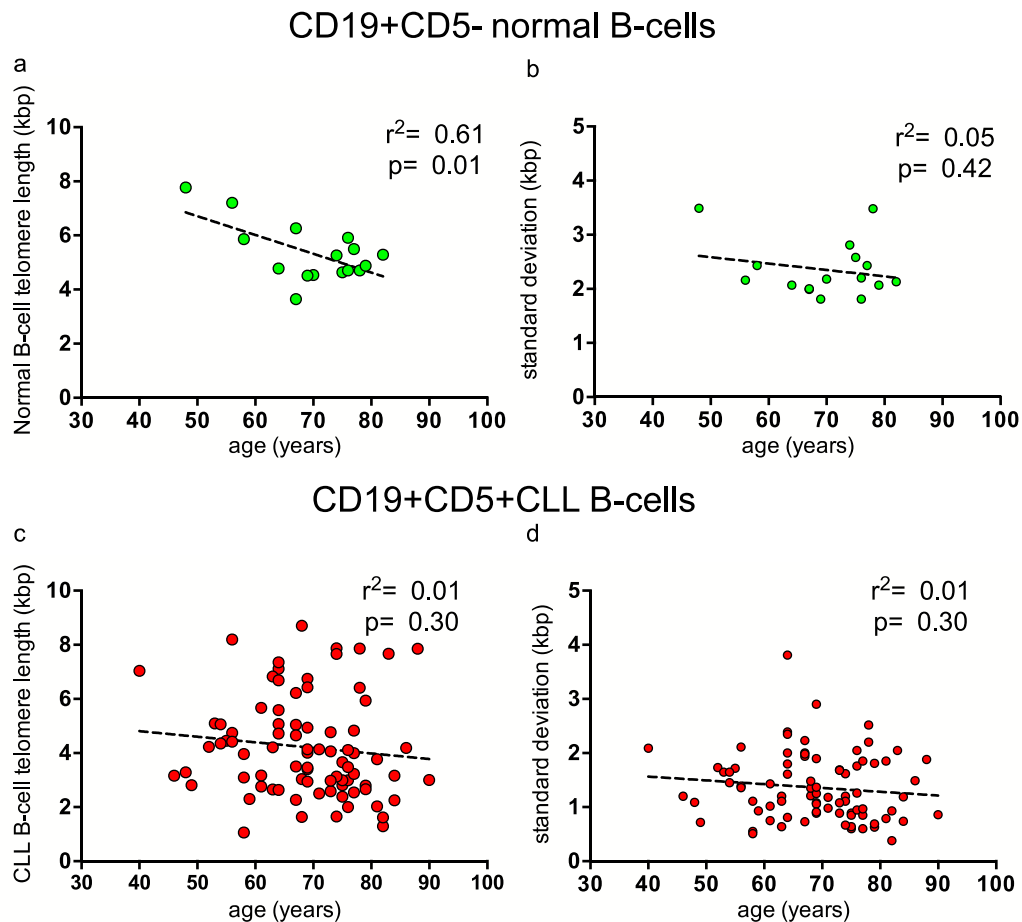 CD19+CD5- normal B-cells
a
b
Normal B-cell telomere length (kbp)
10
8
6
4
2
0
r²= 0.61
p= 0.01
30 40 50 60 70 80 90 100
age (years)
standard deviation (kbp)
5
4
3
2
1
0
r²= 0.05
p= 0.42
30 40 50 60 70 80 90 100
age (years)
CD19+CD5+CLL B-cells
c
d
CLL B-cell telomere length (kbp)
10
8
6
4
2
0
r²= 0.01
p= 0.30
30 40 50 60 70 80 90 100
age (years)
standard deviation (kbp)
5
4
3
2
1
0
r²= 0.01
p= 0.30
30 40 50 60 70 80 90 100
age (years)